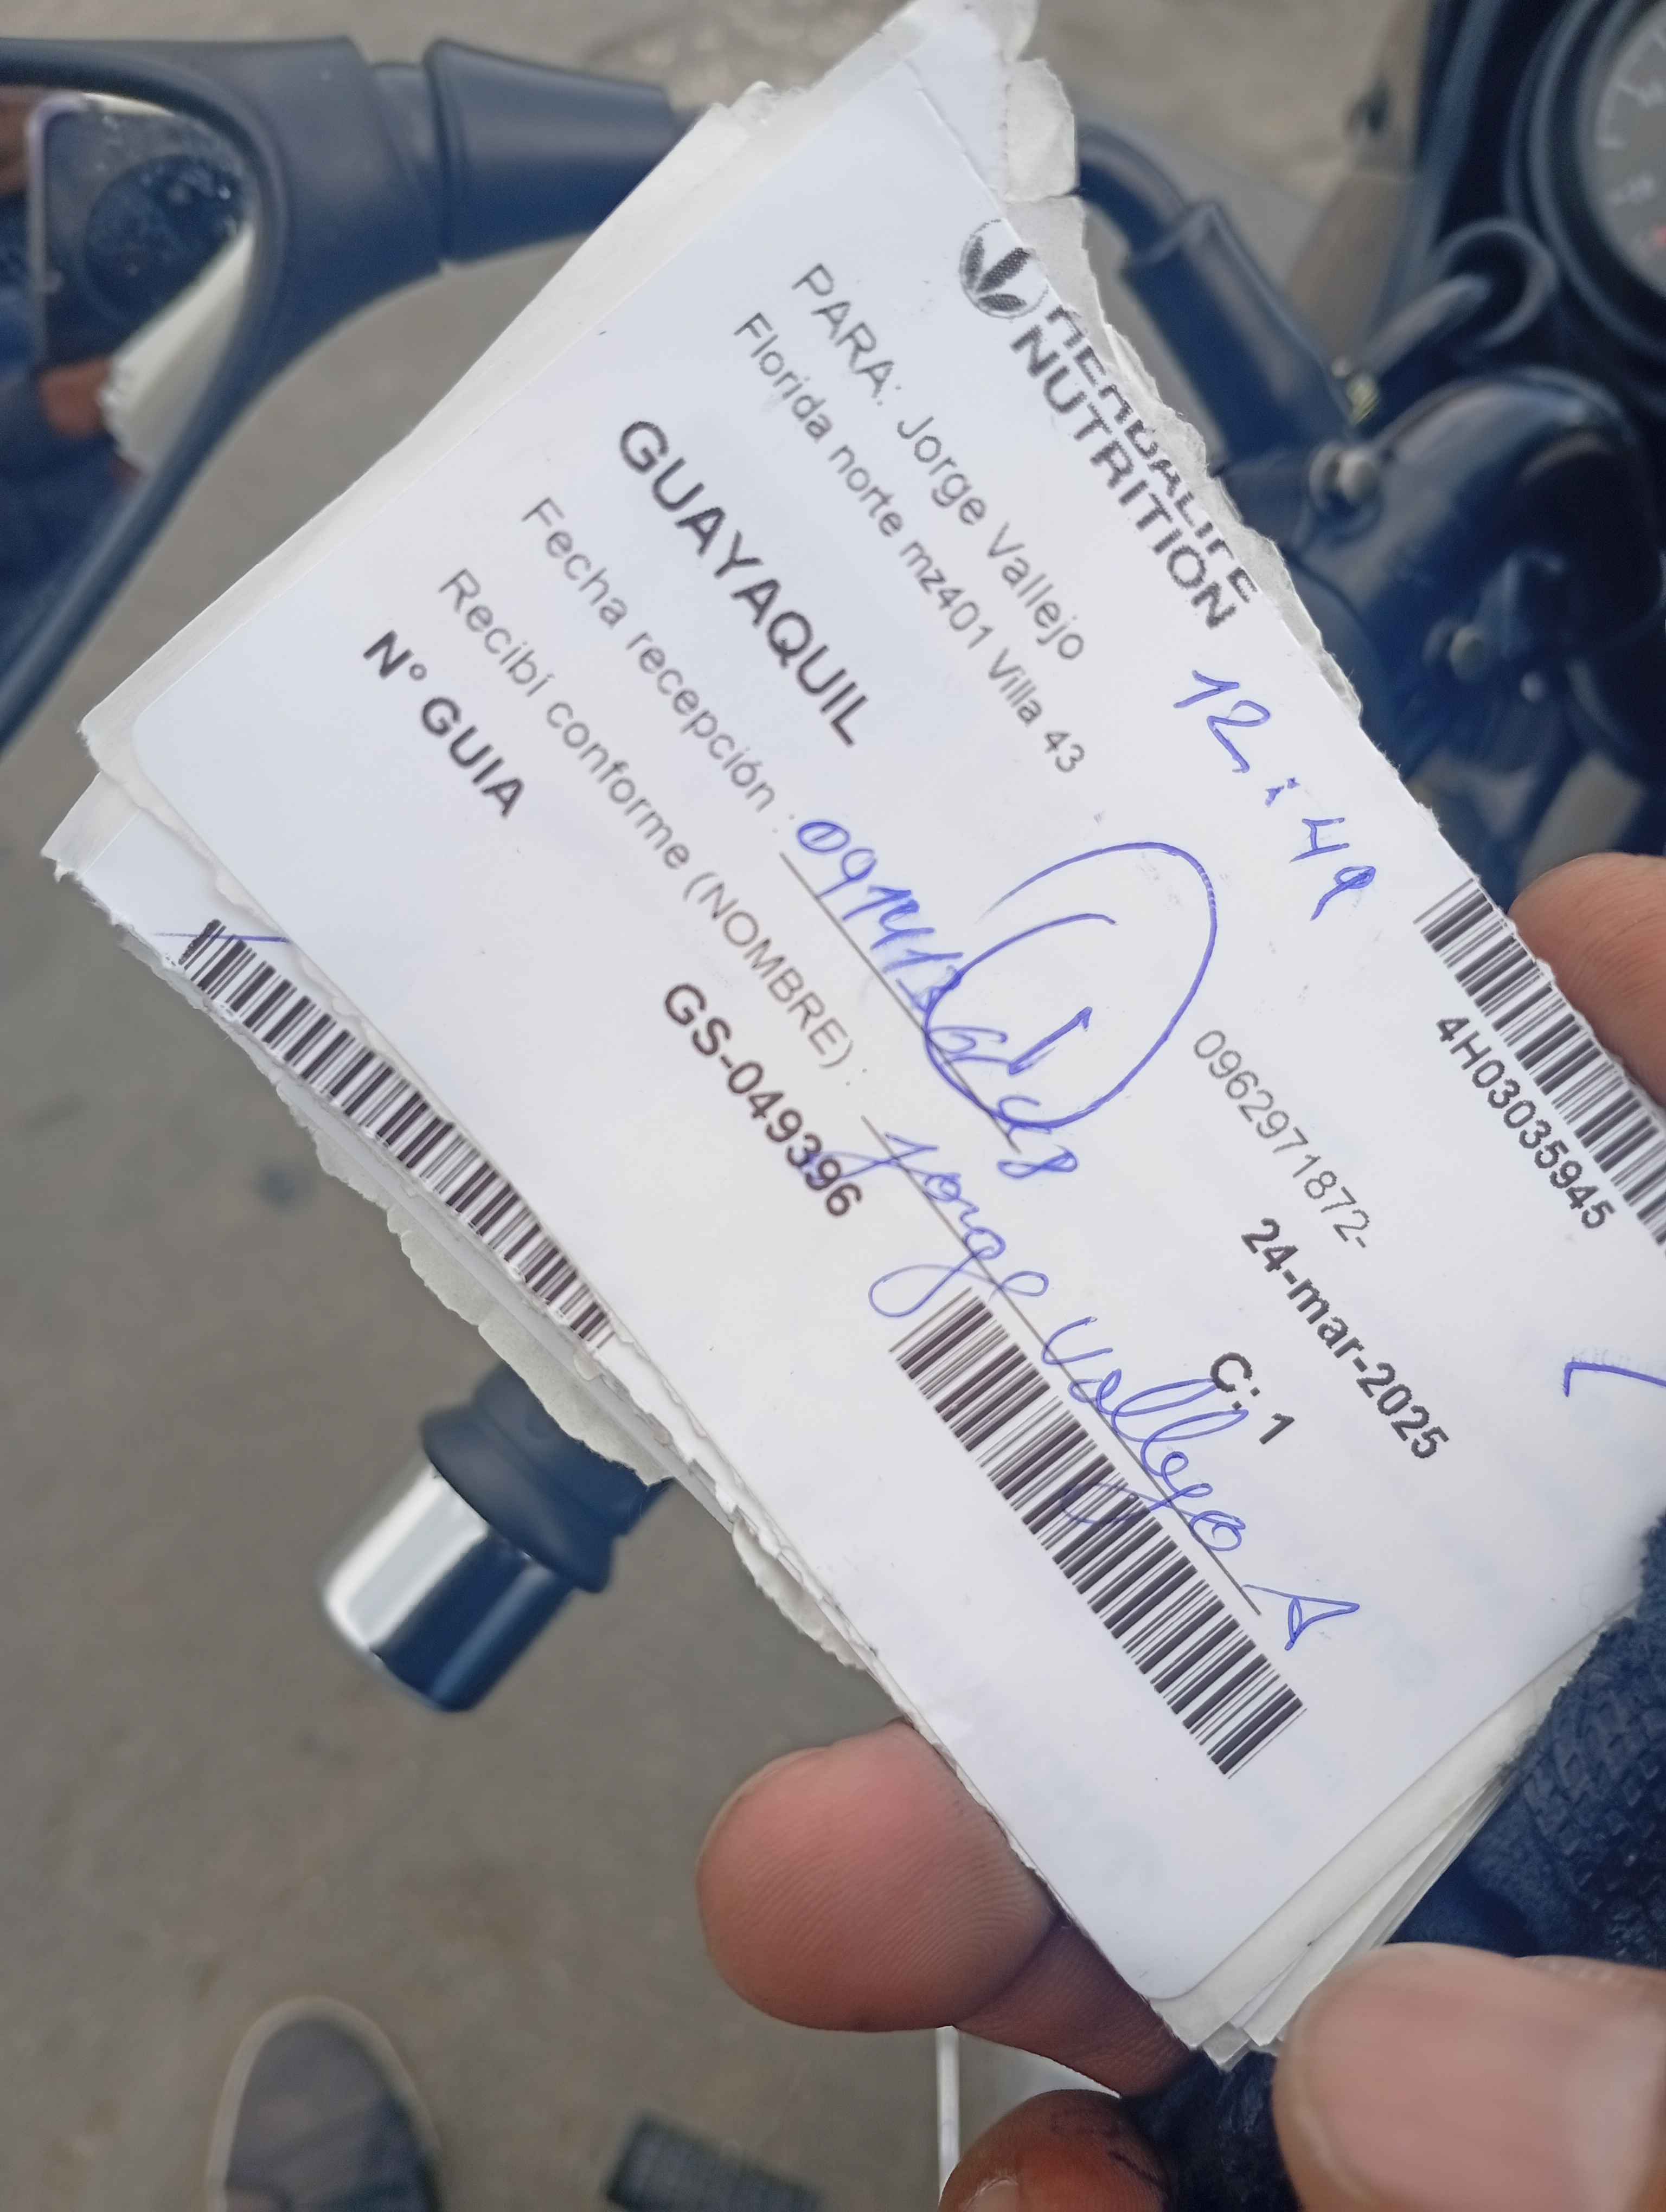 HERBALIFE
NUTRITION
12:49
4H03035945
PARA: Jorge Vallejo
Florida norte mz401 Villa 43
0962971872-
GUAYAQUIL
24-mar-2025
Fecha recepción :
C: 1
Recibí conforme (NOMBRE) : Jorge Vallejo A
N° GUIA
GS-049396